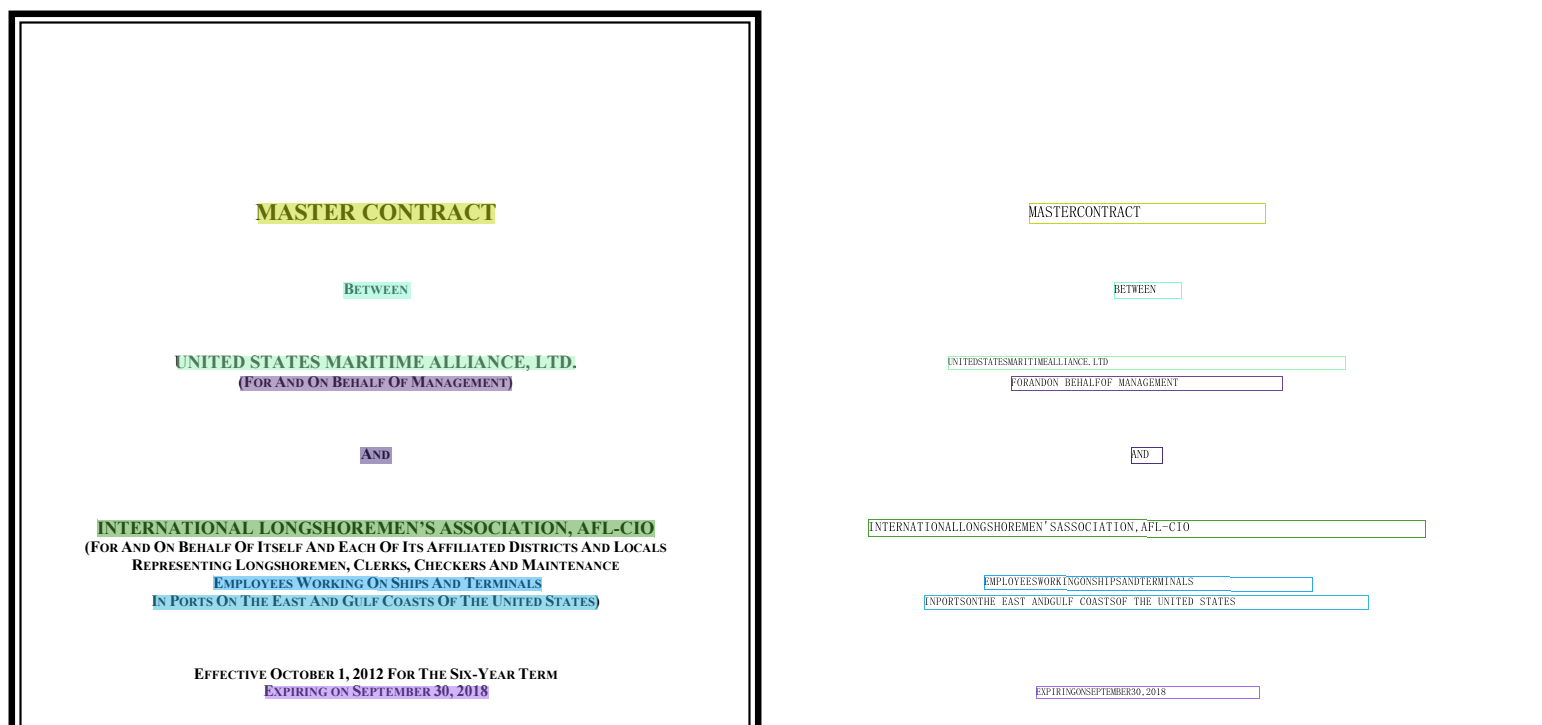 MASTER CONTRACT
BETWEEN
UNITED STATES MARITIME ALLIANCE, LTD.
(FOR AND ON BEHALF OF MANAGEMENT)
AND
INTERNATIONAL LONGSHOREMEN'S ASSOCIATION, AFL-CIO
(FOR AND ON BEHALF OF ITSELF AND EACH OF ITS AFFILIATED DISTRICTS AND LOCALS
REPRESENTING LONGSHOREMEN, CLERKS, CHECKERS AND MAINTENANCE
EMPLOYEES WORKING ON SHIPS AND TERMINALS
IN PORTS ON THE EAST AND GULF COASTS OF THE UNITED STATES)
EFFECTIVE OCTOBER 1, 2012 FOR THE SIX-YEAR TERM
EXPIRING ON SEPTEMBER 30, 2018
MASTERCONTRACT
BETWEEN
UNITEDSTATESMARITIMEALLIANCE.LTD
FORANDON BEHALFOF MANAGEMENT
AND
INTERNATIONALLONGSHOREMEN'SASSOCIATION,AFL-CIO
EMPLOYEESWORKINGONSHIPSANDTERMINALS
INPORTSONTHE EAST ANDGULF COASTSOF THE UNITED STATES
EXPIRINGONSEPTEMBER30,2018